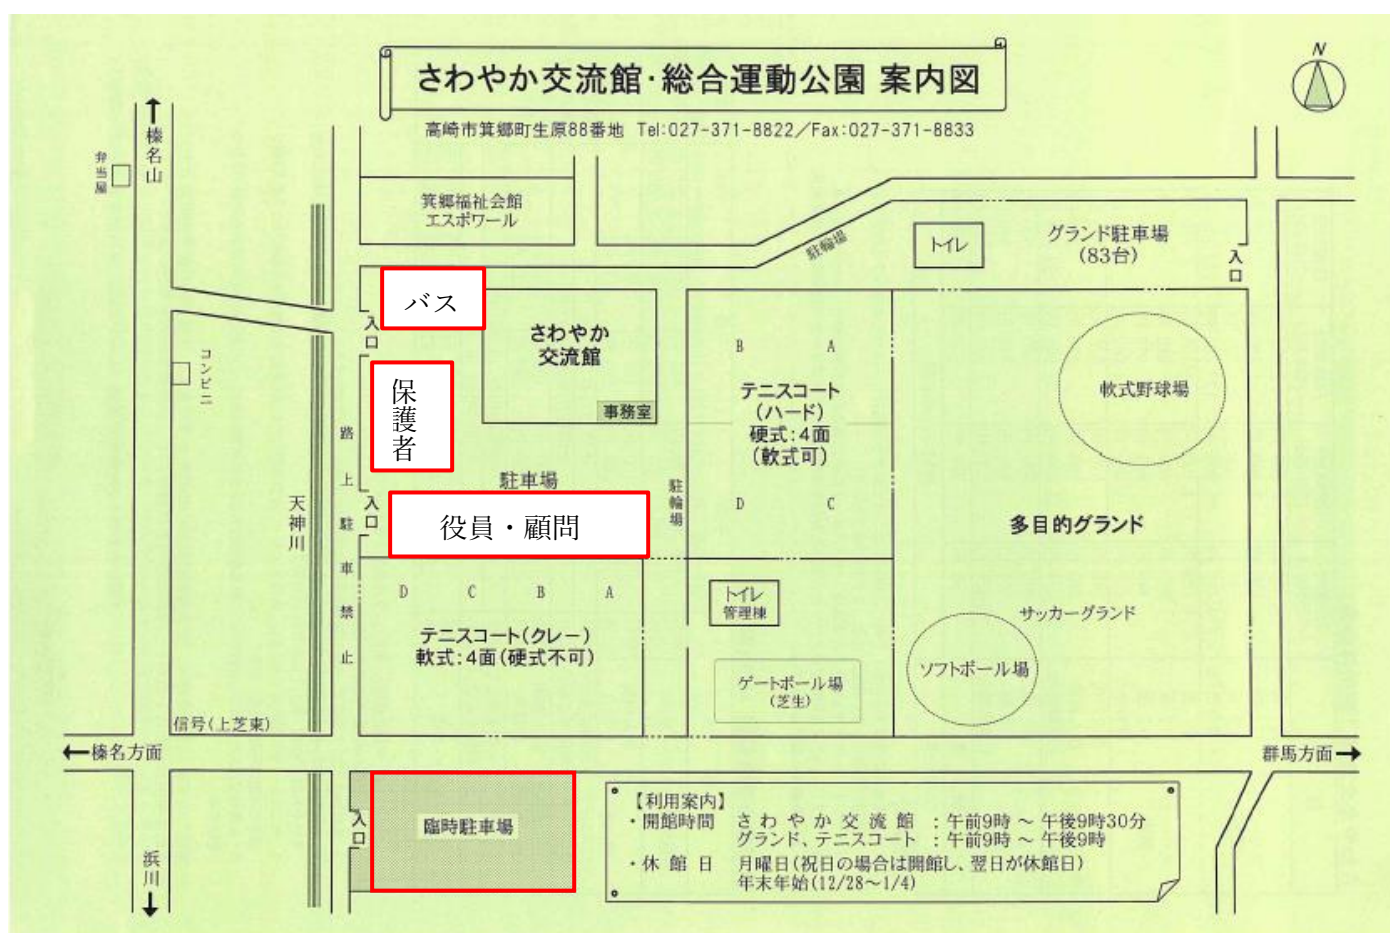 さわやか交流館・総合運動公園 案内図
高崎市箕郷町生原88番地 Tel:027-371-8822／Fax:027-371-8833
N
榛名山
弁当屋
箕郷福祉会館
エスポワール
駐輪場
トイレ
グランド駐車場
(83台)
入口
バス
入口
さわやか
交流館
事務室
コンビニ
保護者
B A
テニスコート
(ハード)
硬式:4面
(軟式可)
D C
軟式野球場
駐車場
駐輪場
入口
役員・顧問
天神川
路上駐車禁止
多目的グランド
D C B A
テニスコート(クレー)
軟式:4面(硬式不可)
トイレ
管理棟
サッカーグランド
ソフトボール場
ゲートボール場
(芝生)
信号(上芝東)
←榛名方面
群馬方面→
入口
臨時駐車場
浜川
【利用案内】
・開館時間 さわやか交流館 :午前9時 ～ 午後9時30分
グランド、テニスコート :午前9時 ～ 午後9時
・休館日 月曜日(祝日の場合は開館し、翌日が休館日)
年末年始(12/28～1/4)